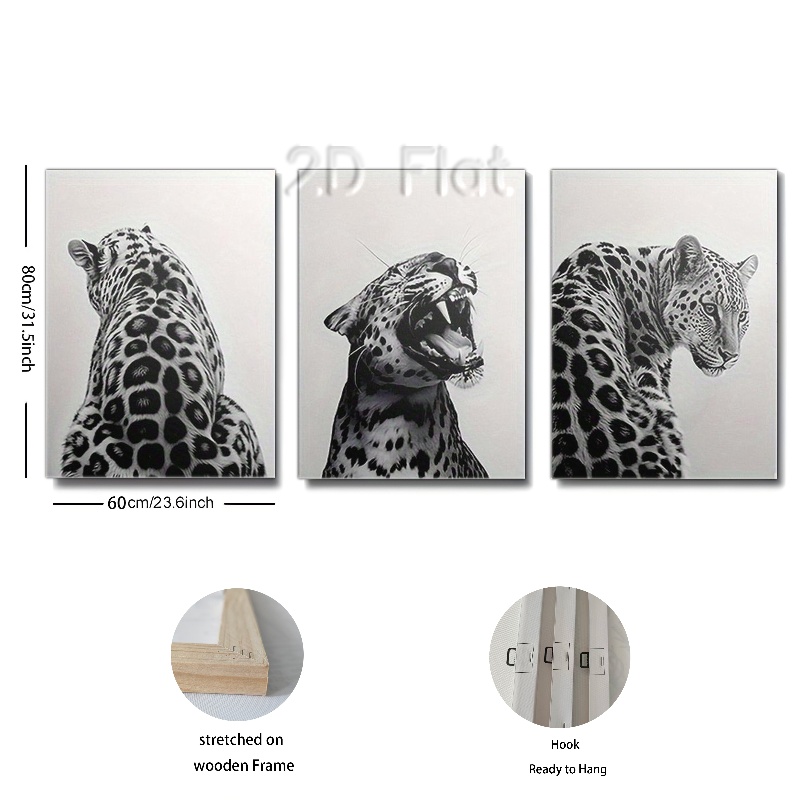 2D Flat
80cm/31.5inch
60cm/23.6inch
stretched on
wooden Frame
Hook
Ready to Hang